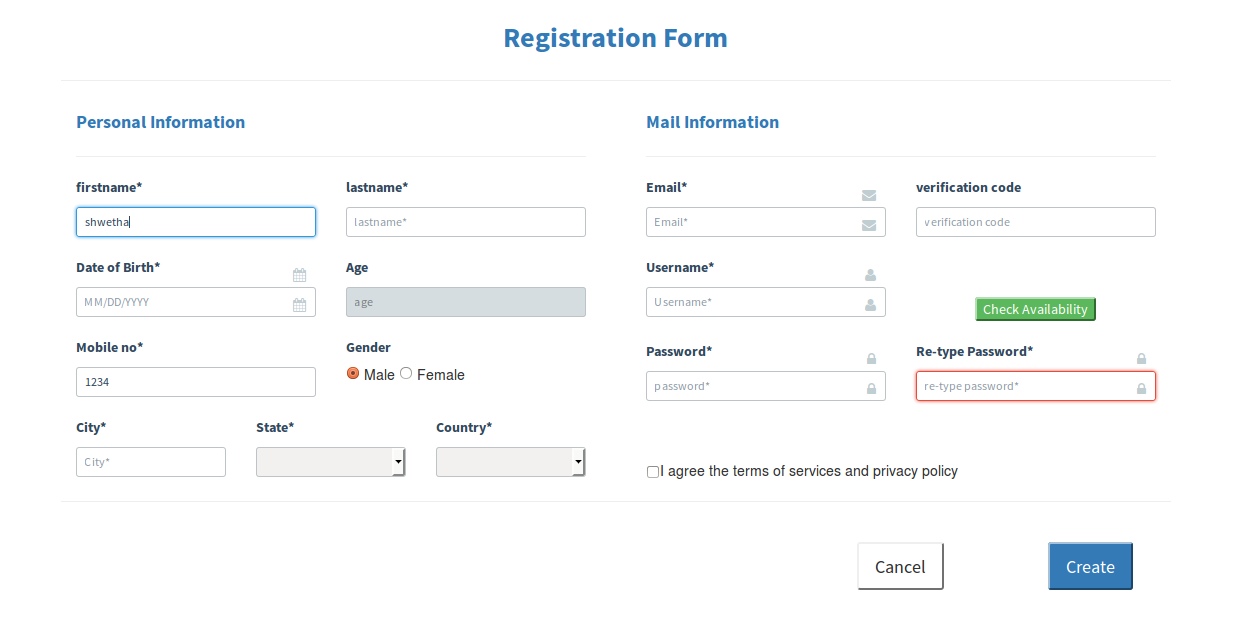 Registration Form
Personal Information
Mail Information
firstname* lastname*
shwetha lastname*
Date of Birth* Age
MM/DD/YYYY age
Mobile no* Gender
1234 Male Female
City* State* Country*
City*
Email* verification code
Email* verification code
Username*
Username* Check Availability
Password* Re-type Password*
password* re-type password*
I agree the terms of services and privacy policy
Cancel Create